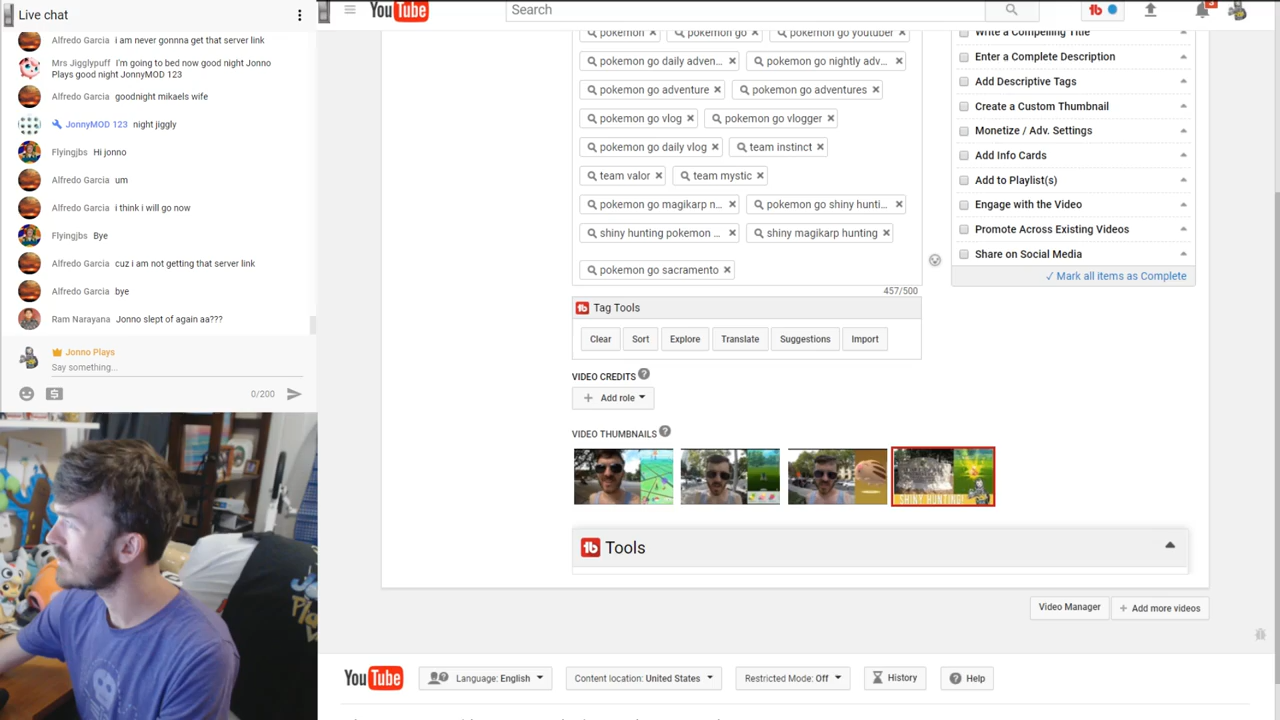 Live chat
Alfredo Garcia i am never gonnna get that server link
Mrs Jigglypuff I'm going to bed now good night Jonno
Plays good night JonnyMOD 123
Alfredo Garcia goodnight mikaels wife
JonnyMOD 123 night jiggly
Flyingjbs Hi jonno
Alfredo Garcia um
Alfredo Garcia i think i will go now
Flyingjbs Bye
Alfredo Garcia cuz i am not getting that server link
Alfredo Garcia bye
Ram Narayana Jonno slept of again aa???
Jonno Plays
Say something...
0/200
YouTube
Search
pokemon × pokemon go × pokemon go youtuber ×
pokemon go daily adven... × pokemon go nightly adv... ×
pokemon go adventure × pokemon go adventures ×
pokemon go vlog × pokemon go vlogger ×
pokemon go daily vlog × team instinct ×
team valor × team mystic ×
pokemon go magikarp n... × pokemon go shiny hunti... ×
shiny hunting pokemon ... × shiny magikarp hunting ×
pokemon go sacramento ×
457/500
Tag Tools
Clear Sort Explore Translate Suggestions Import
VIDEO CREDITS ?
+ Add role
VIDEO THUMBNAILS ?
SHINY HUNTING!
Tools
Write a Compelling Title
Enter a Complete Description
Add Descriptive Tags
Create a Custom Thumbnail
Monetize / Adv. Settings
Add Info Cards
Add to Playlist(s)
Engage with the Video
Promote Across Existing Videos
Share on Social Media
✓ Mark all items as Complete
Video Manager + Add more videos
YouTube Language: English Content location: United States Restricted Mode: Off History Help